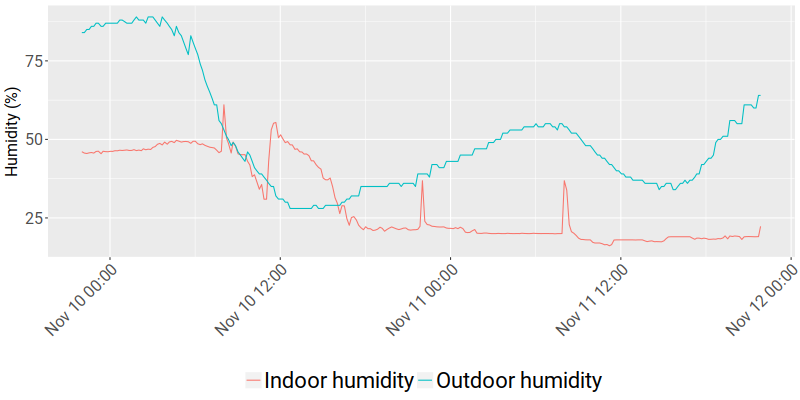 Humidity (%)
75
50
25
Nov 10 00:00
Nov 10 12:00
Nov 11 00:00
Nov 11 12:00
Nov 12 00:00
Indoor humidity
Outdoor humidity